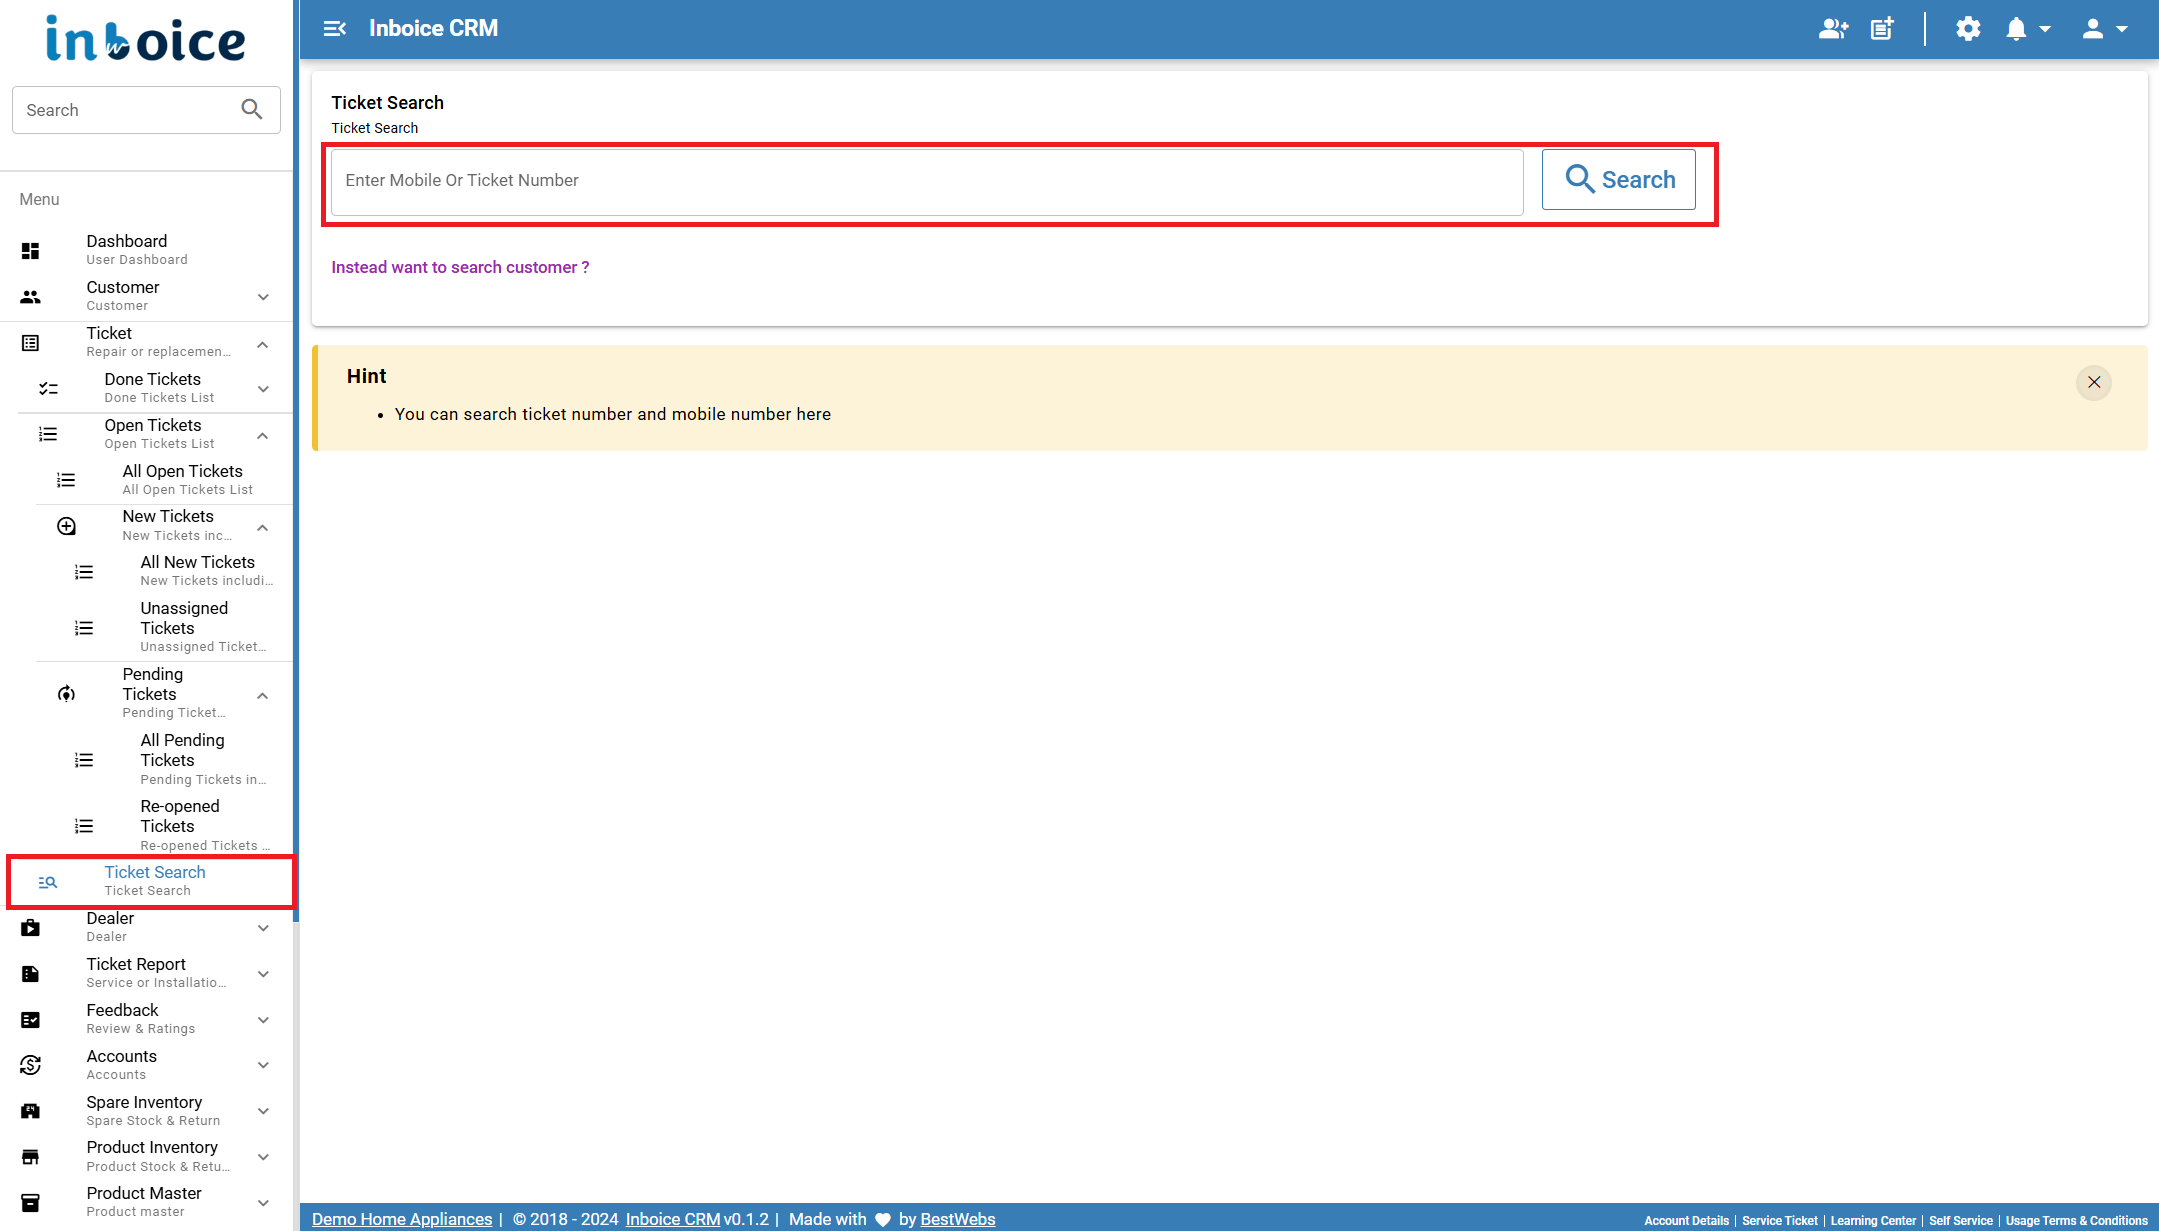 inboice
Search
Menu
Dashboard
User Dashboard
Customer
Customer
Ticket
Repair or replacemen...
Done Tickets
Done Tickets List
Open Tickets
Open Tickets List
All Open Tickets
All Open Tickets List
New Tickets
New Tickets inc...
All New Tickets
New Tickets includi...
Unassigned
Tickets
Unassigned Ticket...
Pending
Tickets
Pending Ticket...
All Pending
Tickets
Pending Tickets in...
Re-opened
Tickets
Re-opened Tickets ...
Ticket Search
Ticket Search
Dealer
Dealer
Ticket Report
Service or Installatio...
Feedback
Review & Ratings
Accounts
Accounts
Spare Inventory
Spare Stock & Return
Product Inventory
Product Stock & Retu...
Product Master
Product master
Inboice CRM
Ticket Search
Ticket Search
Enter Mobile Or Ticket Number
Search
Instead want to search customer ?
Hint
• You can search ticket number and mobile number here
Demo Home Appliances | © 2018 - 2024 Inboice CRM v0.1.2 | Made with ♥ by BestWebs
Account Details | Service Ticket | Learning Center | Self Service | Usage Terms & Conditions